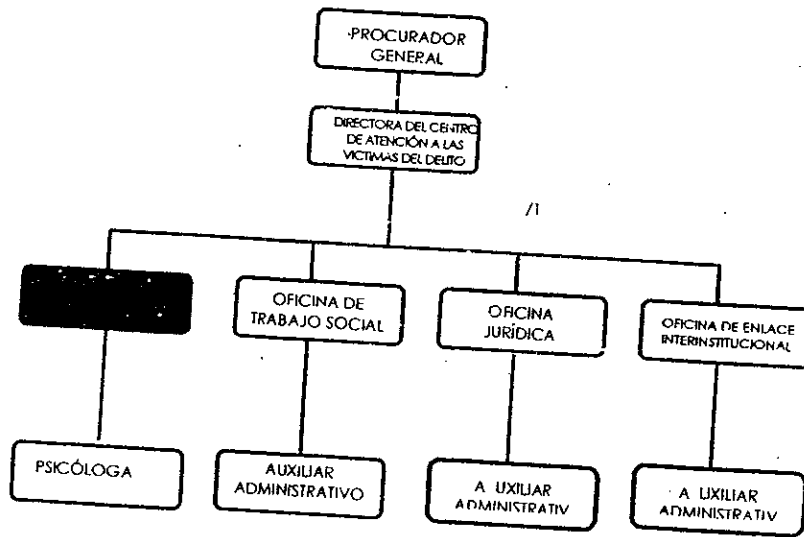 PROCURADOR
GENERAL
DIRECTORA DEL CENTRO
DE ATENCIÓN A LAS
VICTIMAS DEL DELITO
/1
OFICINA DE
TRABAJO SOCIAL
OFICINA
JURÍDICA
OFICINA DE ENLACE
INTERINSTITUCIONAL
PSICÓLOGA
AUXILIAR
ADMINISTRATIVO
A UXILIAR
ADMINISTRATIV
A UXILIAR
ADMINISTRATIV